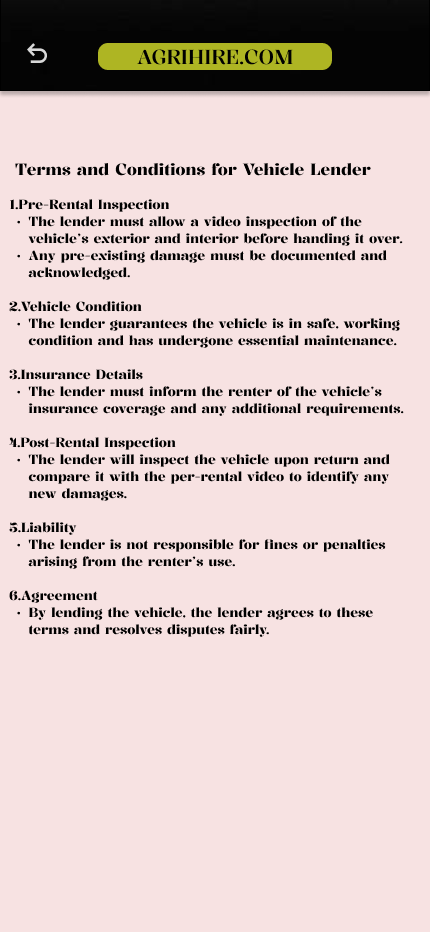 AGRIHIRE.COM
Terms and Conditions for Vehicle Lender
1.Pre-Rental Inspection
• The lender must allow a video inspection of the
vehicle's exterior and interior before handing it over.
• Any pre-existing damage must be documented and
acknowledged.
2.Vehicle Condition
• The lender guarantees the vehicle is in safe, working
condition and has undergone essential maintenance.
3.Insurance Details
• The lender must inform the renter of the vehicle's
insurance coverage and any additional requirements.
4.Post-Rental Inspection
• The lender will inspect the vehicle upon return and
compare it with the per-rental video to identify any
new damages.
5.Liability
• The lender is not responsible for fines or penalties
arising from the renter's use.
6.Agreement
• By lending the vehicle, the lender agrees to these
terms and resolves disputes fairly.